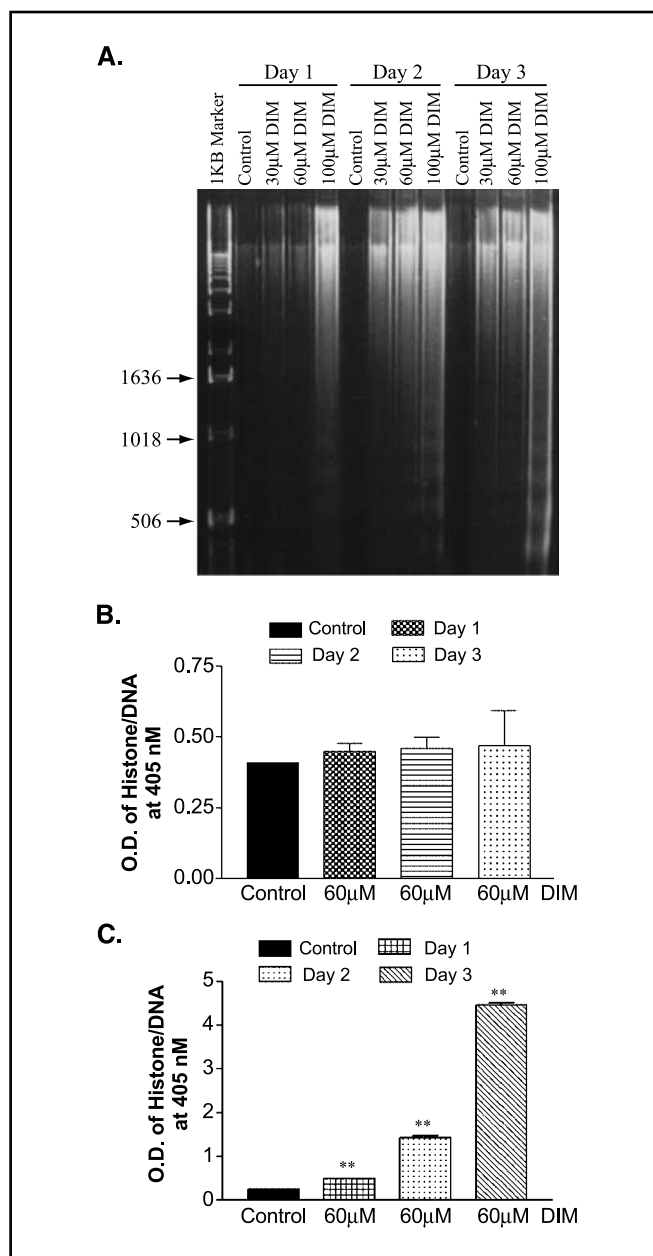 A.
Day 1 Day 2 Day 3
1KB Marker Control 30µM DIM 60µM DIM 100µM DIM Control 30µM DIM 60µM DIM 100µM DIM Control 30µM DIM 60µM DIM 100µM DIM
1636
1018
506
B.
Control Day 1
Day 2 Day 3
O.D. of Histone/DNA
at 405 nM
0.75
0.50
0.25
0.00
Control 60µM 60µM 60µM DIM
C.
Control Day 1
Day 2 Day 3
O.D. of Histone/DNA
at 405 nM
5
4
3
2
1
0
** ** **
Control 60µM 60µM 60µM DIM